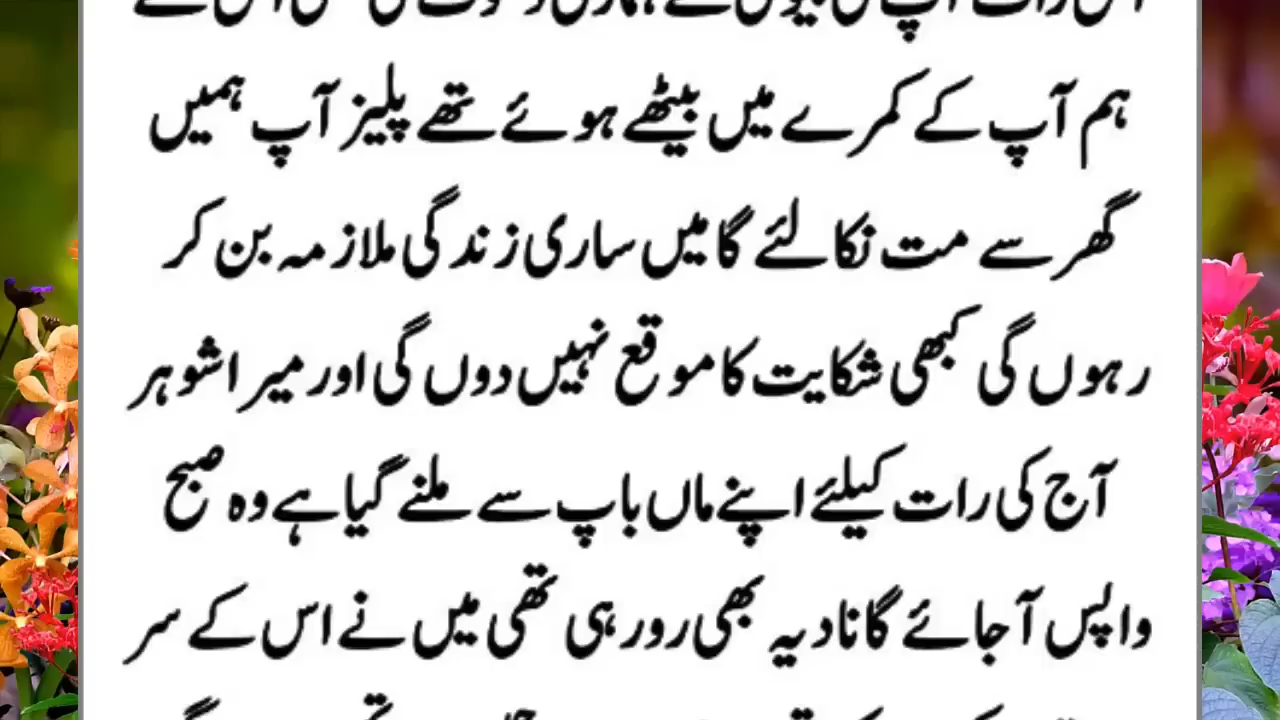 ہم آپ کے کمرے میں بیٹھے ہوئے تھے پلیز آپ ہمیں
گھر سے مت نکالئے گا میں ساری زندگی ملازمہ بن کر
رہوں گی کبھی شکایت کا موقع نہیں دوں گی اور میرا شوہر
آج کی رات کیلئے اپنے ماں باپ سے ملنے گیا ہے وہ صبح
واپس آجائے گا نادیہ بھی رو رہی تھی میں نے اس کے سر